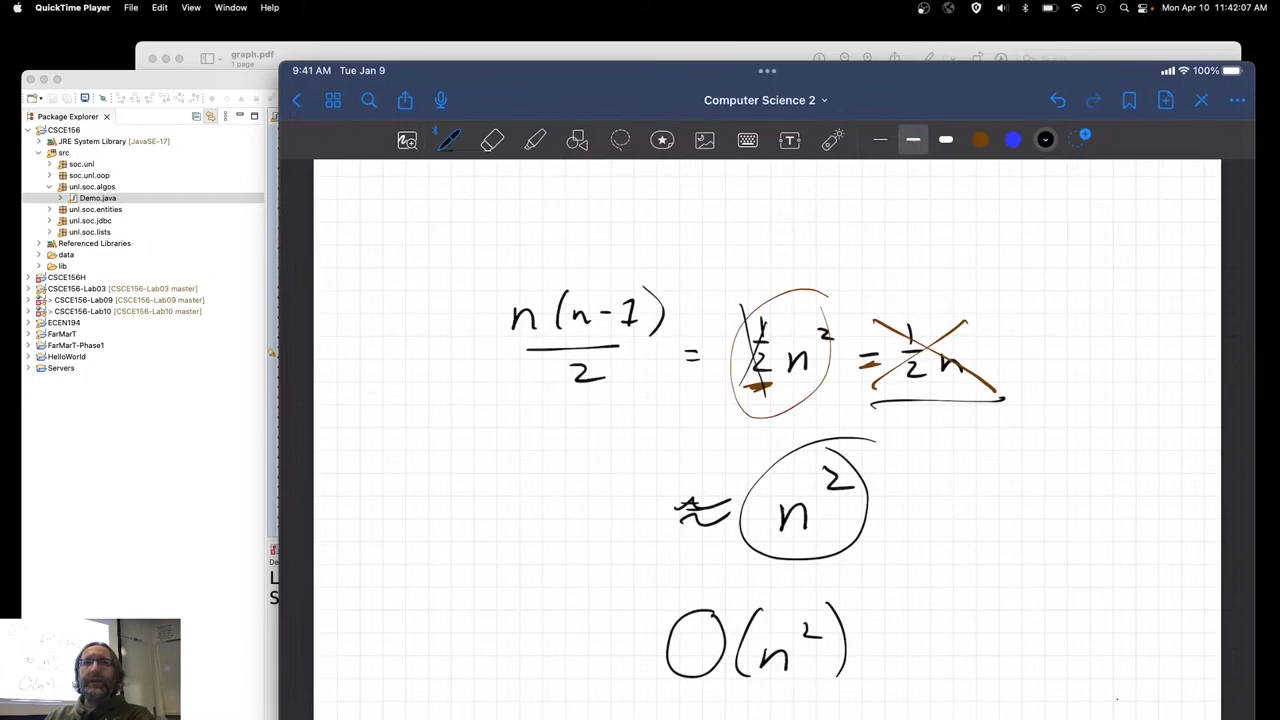 QuickTime Player File Edit View Window Help Mon Apr 10 11:42:07 AM
graph.pdf
1 page
Search
9:41 AM Tue Jan 9 100%
Computer Science 2
Package Explorer
CSCE156
JRE System Library [JavaSE-17]
src
soc.unl
soc.unl.oop
unl.soc.algos
Demo.java
unl.soc.entities
unl.soc.jdbc
unl.soc.lists
Referenced Libraries
data
lib
CSCE156H
CSCE156-Lab03 [CSCE156-Lab03 master]
> CSCE156-Lab09 [CSCE156-Lab09 master]
> CSCE156-Lab10 [CSCE156-Lab10 master]
ECEN194
FarMarT
FarMarT-Phase1
HelloWorld
Servers
n(n-1)/2 = 1/2 n² = 1/2 n
≈ n²
O(n²)
De
L
S